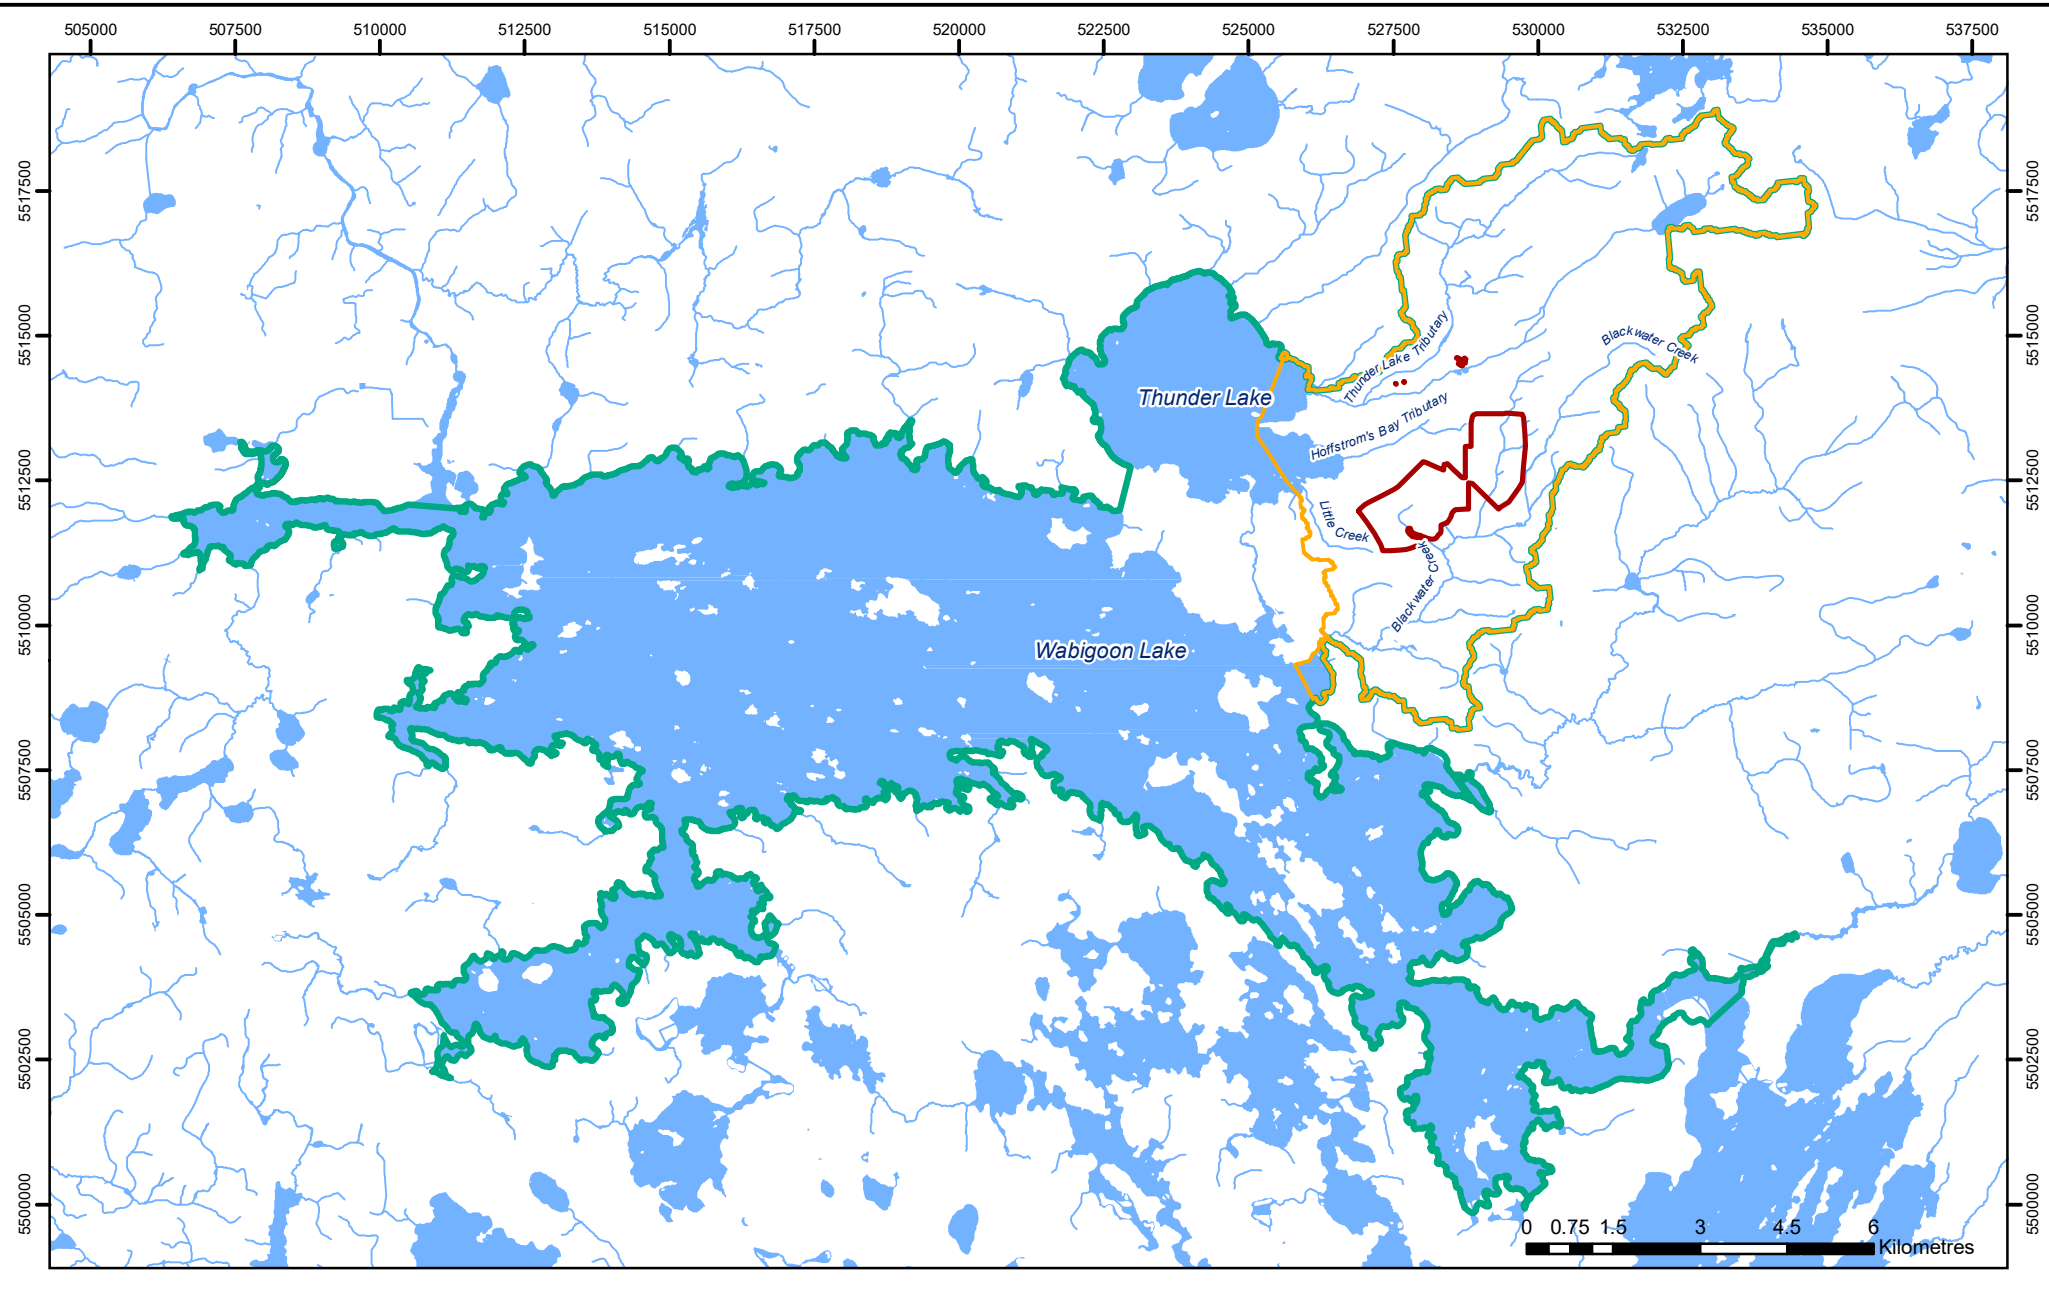 505000 507500 510000 512500 515000 517500 520000 522500 525000 527500 530000 532500 535000 537500
5517500 5517500
5515000 5515000
Thunder Lake Tributary
Blackwater Creek
Thunder Lake
Hoffstrom's Bay Tributary
5512500 5512500
Little Creek
Blackwater Creek
5510000 5510000
Wabigoon Lake
5507500 5507500
5505000 5505000
5502500 5502500
5500000 5500000
0 0.75 1.5 3 4.5 6
Kilometres